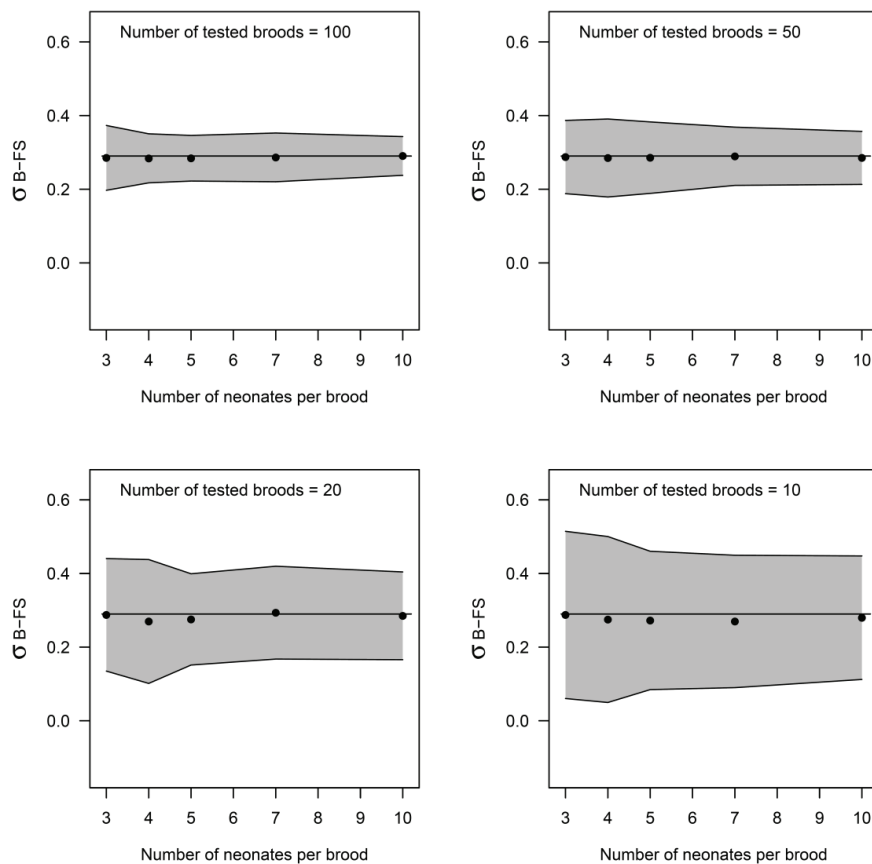 Number of tested broods = 100
0.6
0.4
0.2
0.0
σ B−FS
3 4 5 6 7 8 9 10
Number of neonates per brood
Number of tested broods = 50
0.6
0.4
0.2
0.0
σ B−FS
3 4 5 6 7 8 9 10
Number of neonates per brood
Number of tested broods = 20
0.6
0.4
0.2
0.0
σ B−FS
3 4 5 6 7 8 9 10
Number of neonates per brood
Number of tested broods = 10
0.6
0.4
0.2
0.0
σ B−FS
3 4 5 6 7 8 9 10
Number of neonates per brood